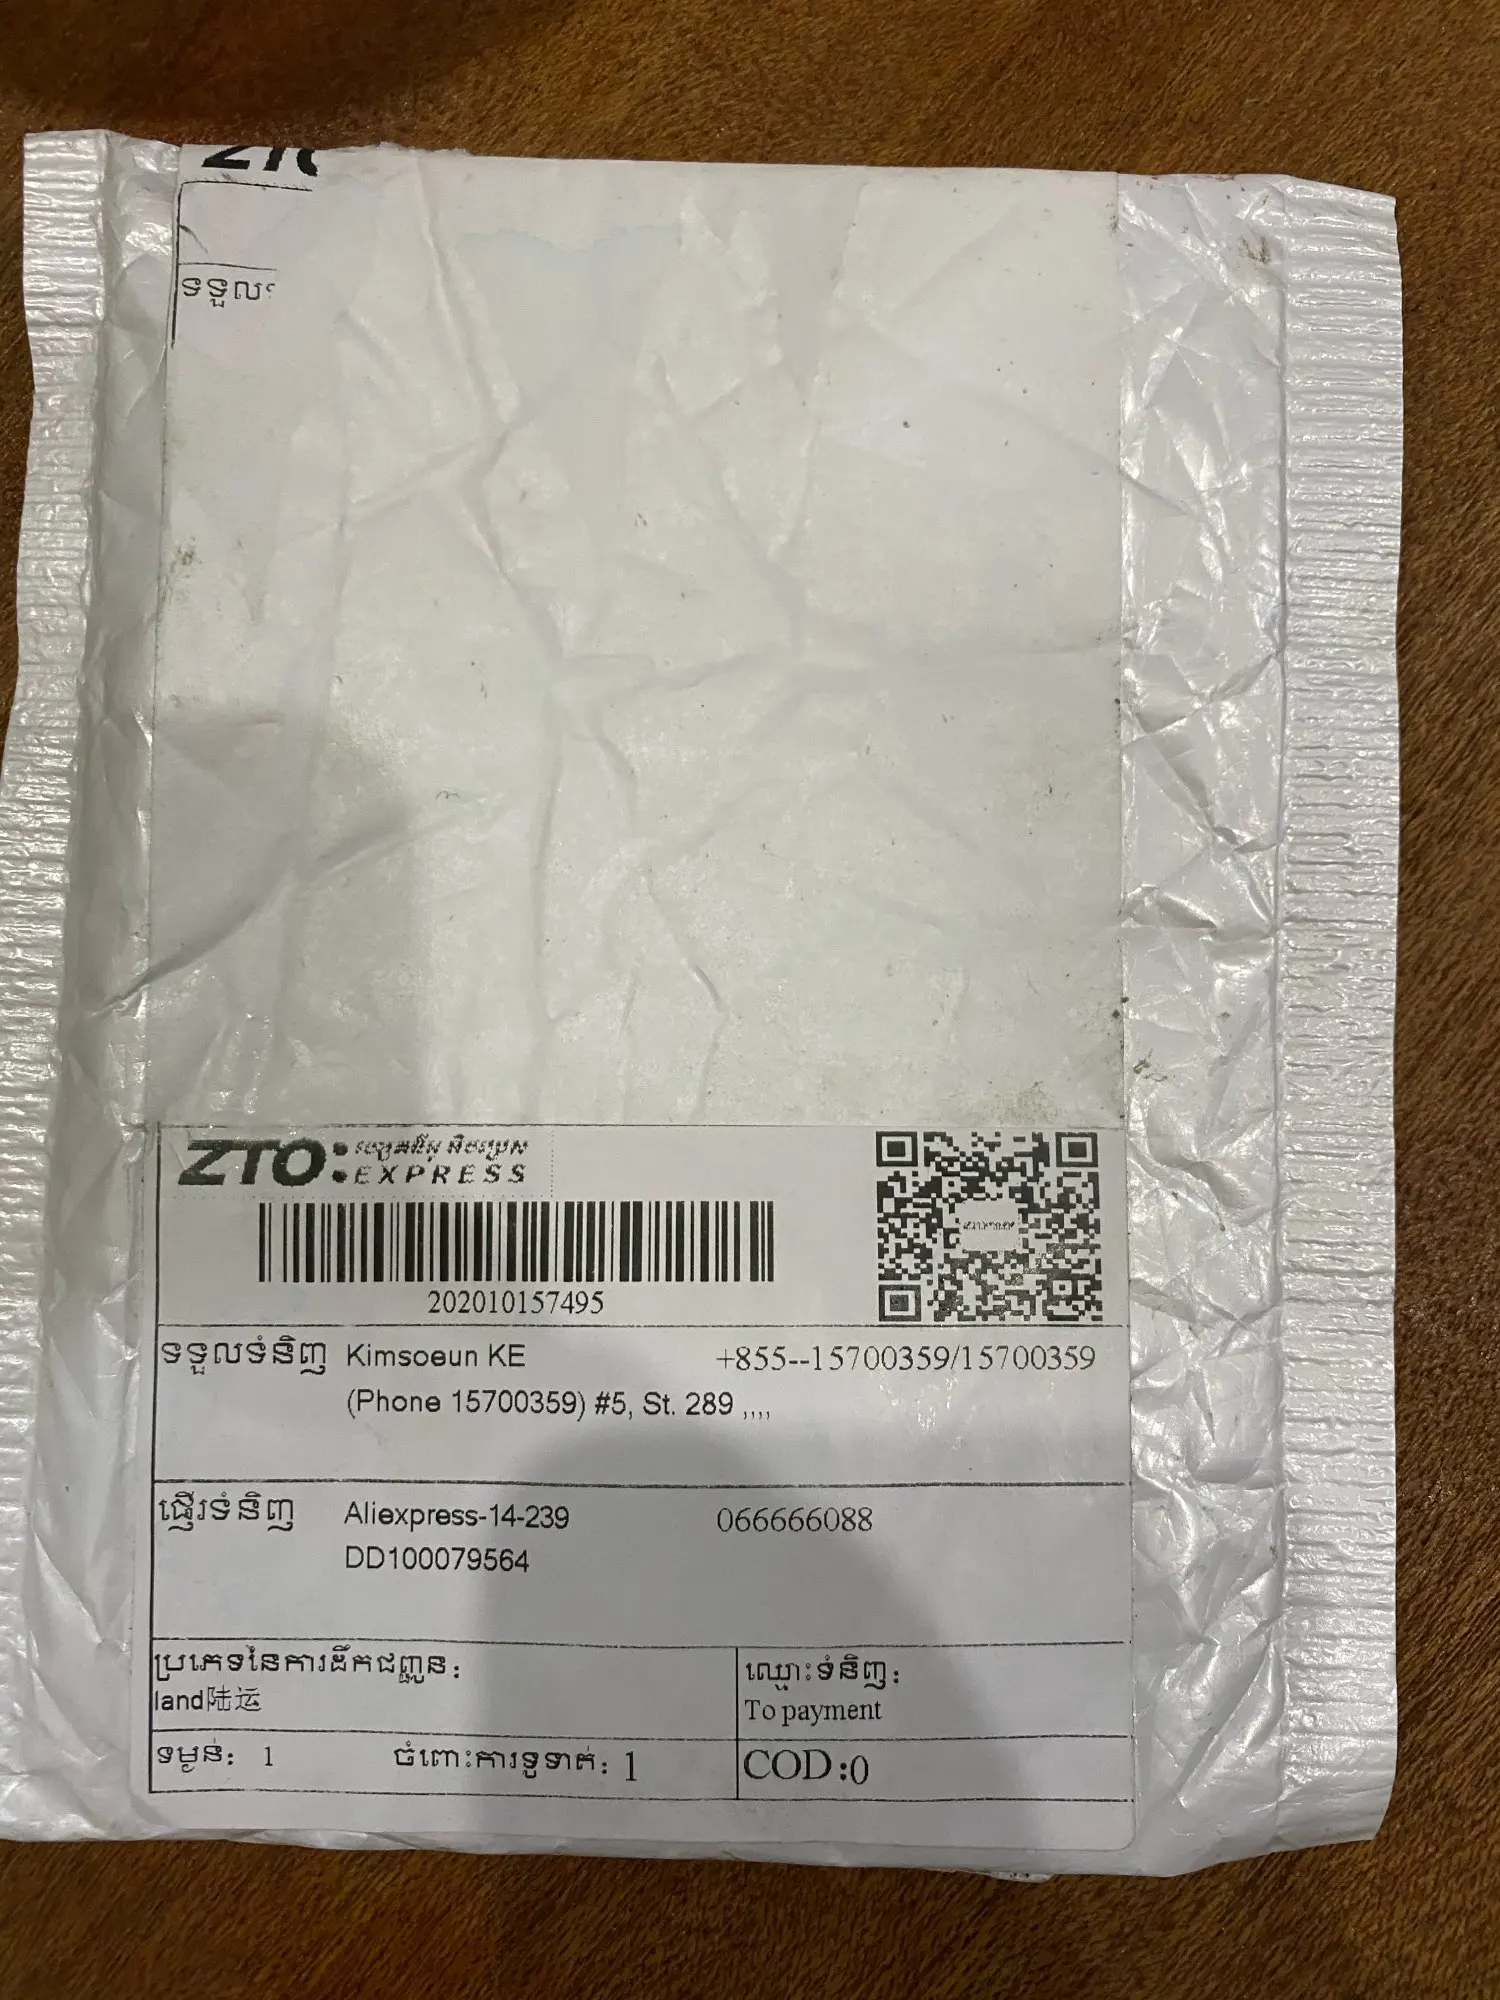 ទទួល
ZTO: EXPRESS
202010157495
ទទួលទំនិញ Kimsoeun KE +855--15700359/15700359
(Phone 15700359) #5, St. 289 ,,,,
ផ្ញើរទំនិញ Aliexpress-14-239 066666088
DD100079564
ប្រភេទនៃការដឹកជញ្ជូន: ឈ្មោះទំនិញ:
land陆运 To payment
ទម្ងន់: 1 ចំពោះការទូទាត់: 1 COD:0